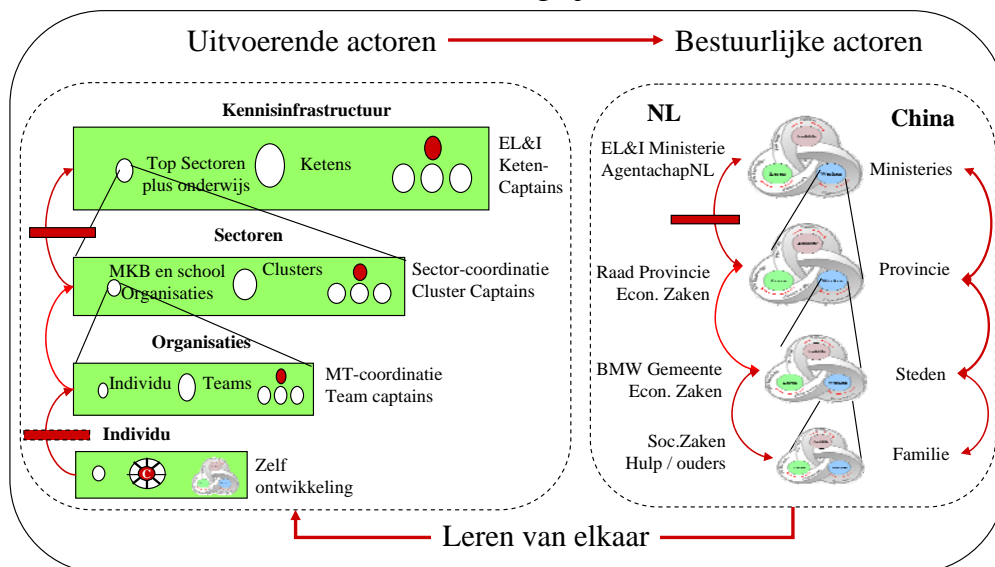 Uitvoerende actoren
Bestuurlijke actoren
Kennisinfrastructuur
Top Sectoren
plus onderwijs
Ketens
EL&I
Keten-
Captains
Sectoren
MKB en school
Organisaties
Clusters
Sector-coordinatie
Cluster Captains
Organisaties
Individu
Teams
MT-coordinatie
Team captains
Individu
C
Zelf
ontwikkeling
NL
China
EL&I Ministerie
AgentachapNL
Ministeries
Raad Provincie
Econ. Zaken
Provincie
BMW Gemeente
Econ. Zaken
Steden
Soc.Zaken
Hulp / ouders
Familie
Leren van elkaar